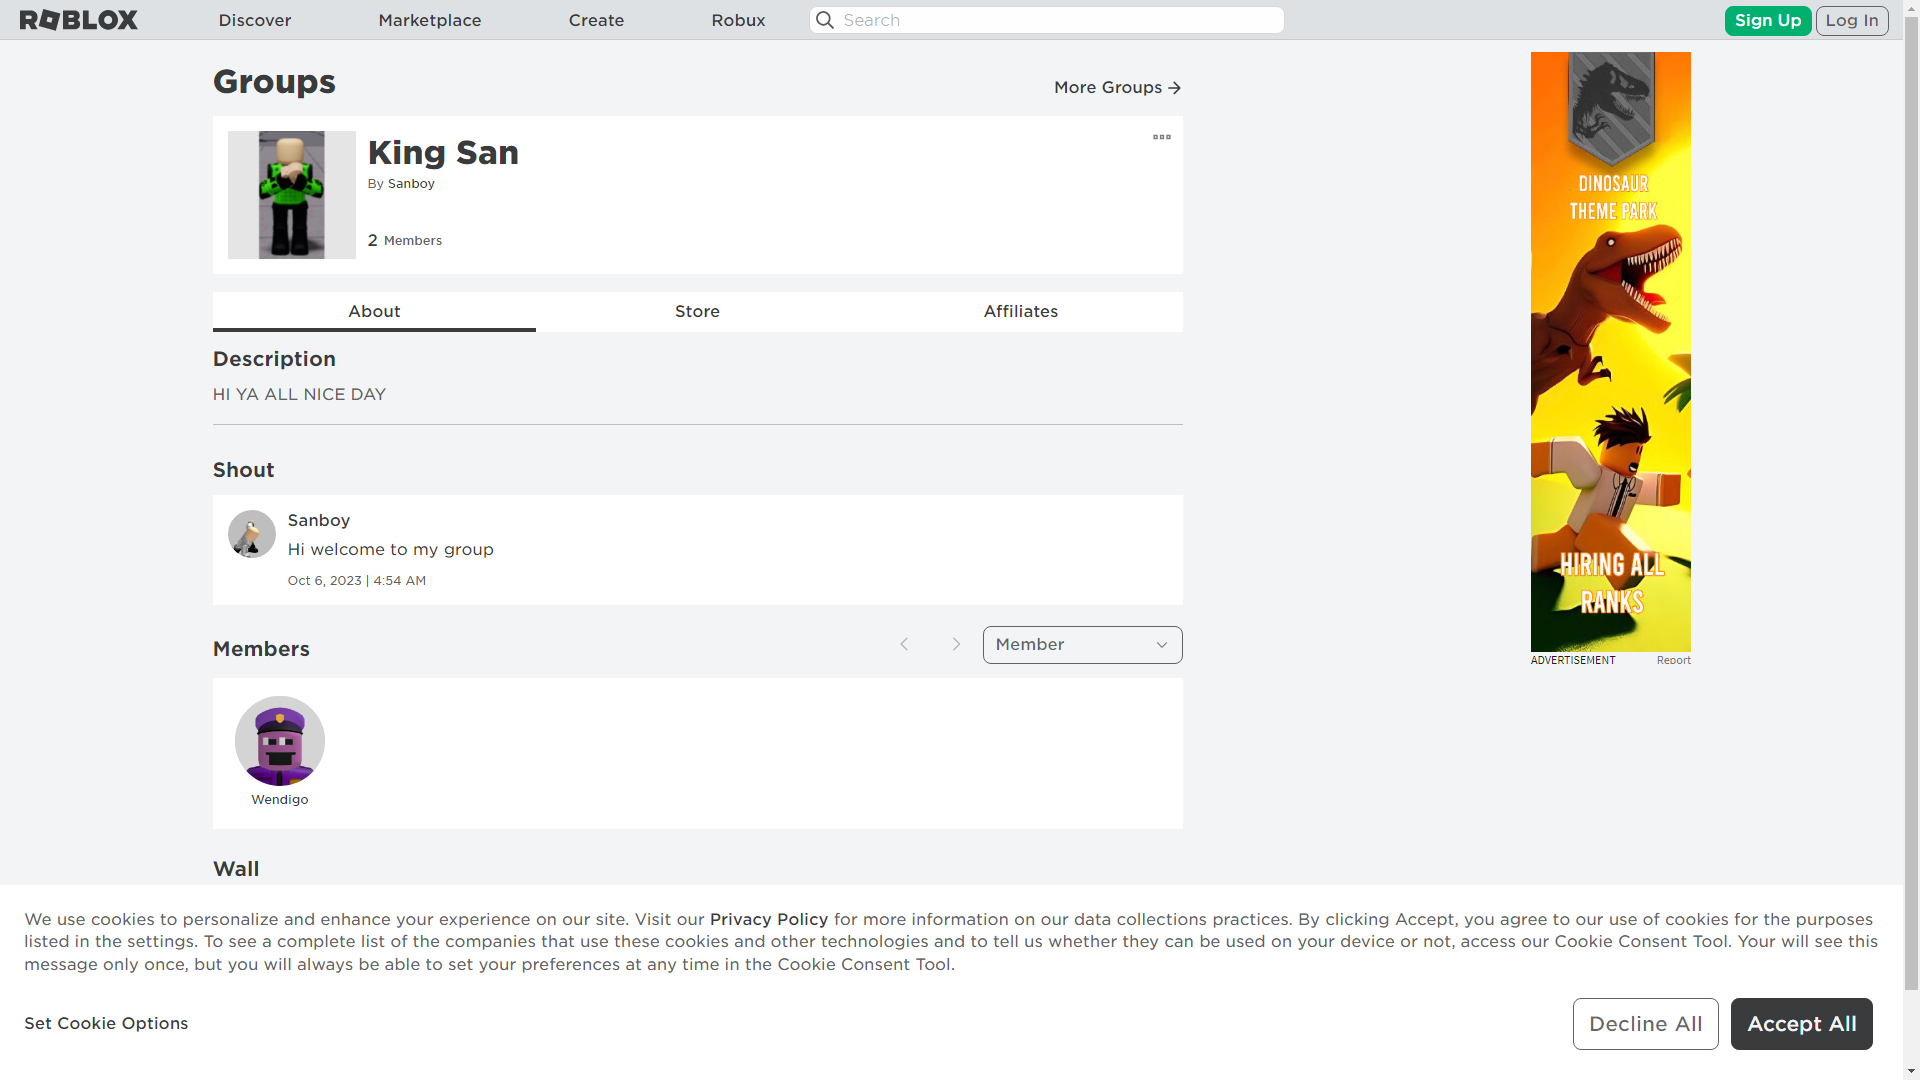 ROBLOX
Discover
Marketplace
Create
Robux
Search
Sign Up
Log In
Groups
More Groups
King San
By Sanboy
2 Members
About
Store
Affiliates
Description
HI YA ALL NICE DAY
Shout
Sanboy
Hi welcome to my group
Oct 6, 2023 | 4:54 AM
Members
Member
Wendigo
Wall
DINOSAUR
THEME PARK
HIRING ALL
RANKS
ADVERTISEMENT
Report
We use cookies to personalize and enhance your experience on our site. Visit our Privacy Policy for more information on our data collections practices. By clicking Accept, you agree to our use of cookies for the purposes
listed in the settings. To see a complete list of the companies that use these cookies and other technologies and to tell us whether they can be used on your device or not, access our Cookie Consent Tool. Your will see this
message only once, but you will always be able to set your preferences at any time in the Cookie Consent Tool.
Set Cookie Options
Decline All
Accept All